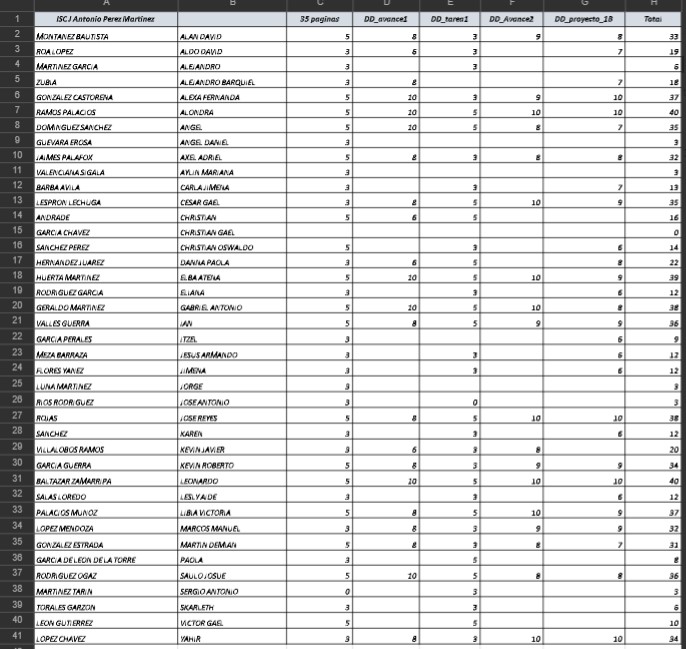 A B C D E F G H
1 ISCJ Antonio Perez Martinez 35 paginas DD_avance1 DD_tarea1 DD_Avance2 DD_proyecto_1B Total
2 MONTANEZ BAUTISTA ALAN DAVID 5 8 3 9 8 33
3 ROA LOPEZ ALDO DAVID 3 6 3 7 19
4 MARTINEZ GARCIA ALEJANDRO 3 3 6
5 ZUBIA ALEJANDRO BARQUIEL 3 8 7 18
6 GONZALEZ CASTORENA ALEXA FERNANDA 5 10 3 9 10 37
7 RAMOS PALACIOS ALONDRA 5 10 5 10 10 40
8 DOMINGUEZ SANCHEZ ANGEL 5 10 5 8 7 35
9 GUEVARA EROSA ANGEL DANIEL 3 3
10 JAIMES PALAFOX AXEL ADRIEL 5 8 3 8 8 32
11 VALENCIANA SIGALA AYLIN MARIANA 3 3
12 BARBA AVILA CARLA JIMENA 3 3 7 13
13 LESPRON LECHUGA CESAR GAEL 3 8 5 10 9 35
14 ANDRADE CHRISTIAN 5 6 5 16
15 GARCIA CHAVEZ CHRISTIAN GAEL 0
16 SANCHEZ PEREZ CHRISTIAN OSWALDO 5 3 6 14
17 HERNANDEZ JUAREZ DANNA PAOLA 3 6 5 8 22
18 HUERTA MARTINEZ ELBA ATENA 5 10 5 10 9 39
19 RODRIGUEZ GARCIA ELIANA 3 3 6 12
20 GERALDO MARTINEZ GABRIEL ANTONIO 5 10 5 10 8 38
21 VALLES GUERRA IAN 5 8 5 9 9 36
22 GARCIA PERALES ITZEL 3 6 9
23 MEZA BARRAZA JESUS ARMANDO 3 3 6 12
24 FLORES YANEZ JIMENA 3 3 6 12
25 LUNA MARTINEZ JORGE 3 3
26 RIOS RODRIGUEZ JOSE ANTONIO 3 0 3
27 ROJAS JOSE REYES 5 8 5 10 10 38
28 SANCHEZ KAREN 3 3 6 12
29 VILLALOBOS RAMOS KEVIN JAVIER 3 6 3 8 20
30 GARCIA GUERRA KEVIN ROBERTO 5 8 3 9 9 34
31 BALTAZAR ZAMARRIPA LEONARDO 5 10 5 10 10 40
32 SALAS LOREDO LESLY AIDE 3 3 6 12
33 PALACIOS MUNOZ LIBIA VICTORIA 5 8 5 10 9 37
34 LOPEZ MENDOZA MARCOS MANUEL 3 8 3 9 9 32
35 GONZALEZ ESTRADA MARTIN DEMIAN 5 8 3 8 7 31
36 GARCIA DE LEON DE LA TORRE PAOLA 3 5 8
37 RODRIGUEZ OGAZ SAUL O JOSUE 5 10 5 8 8 36
38 MARTINEZ TARIN SERGIO ANTONIO 0 3 3
39 TORALES GARZON SKARLETH 3 3 6
40 LEON GUTIERREZ VICTOR GAEL 5 5 10
41 LOPEZ CHAVEZ YAHIR 3 8 3 10 10 34